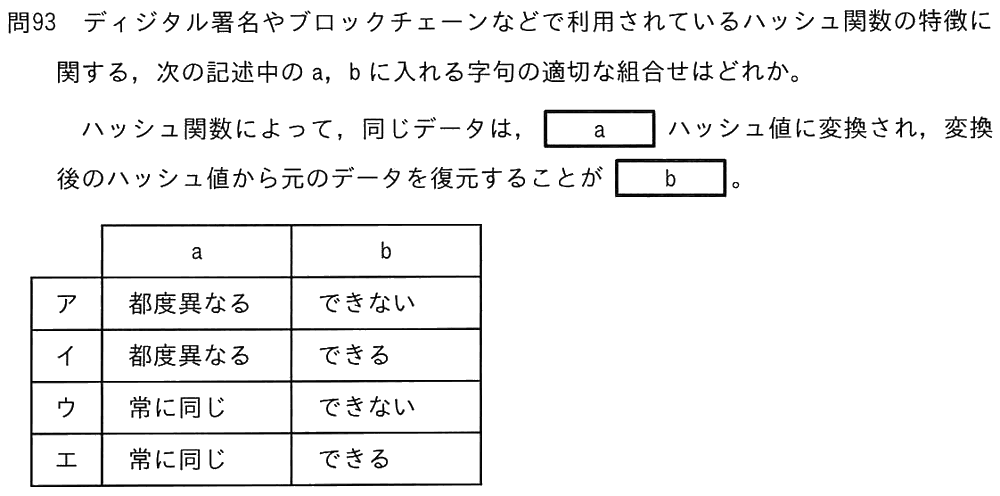 問93　ディジタル署名やブロックチェーンなどで利用されているハッシュ関数の特徴に
関する，次の記述中の a，b に入れる字句の適切な組合せはどれか。
ハッシュ関数によって，同じデータは， a ハッシュ値に変換され，変換
後のハッシュ値から元のデータを復元することが b 。
a b
ア 都度異なる できない
イ 都度異なる できる
ウ 常に同じ できない
エ 常に同じ できる